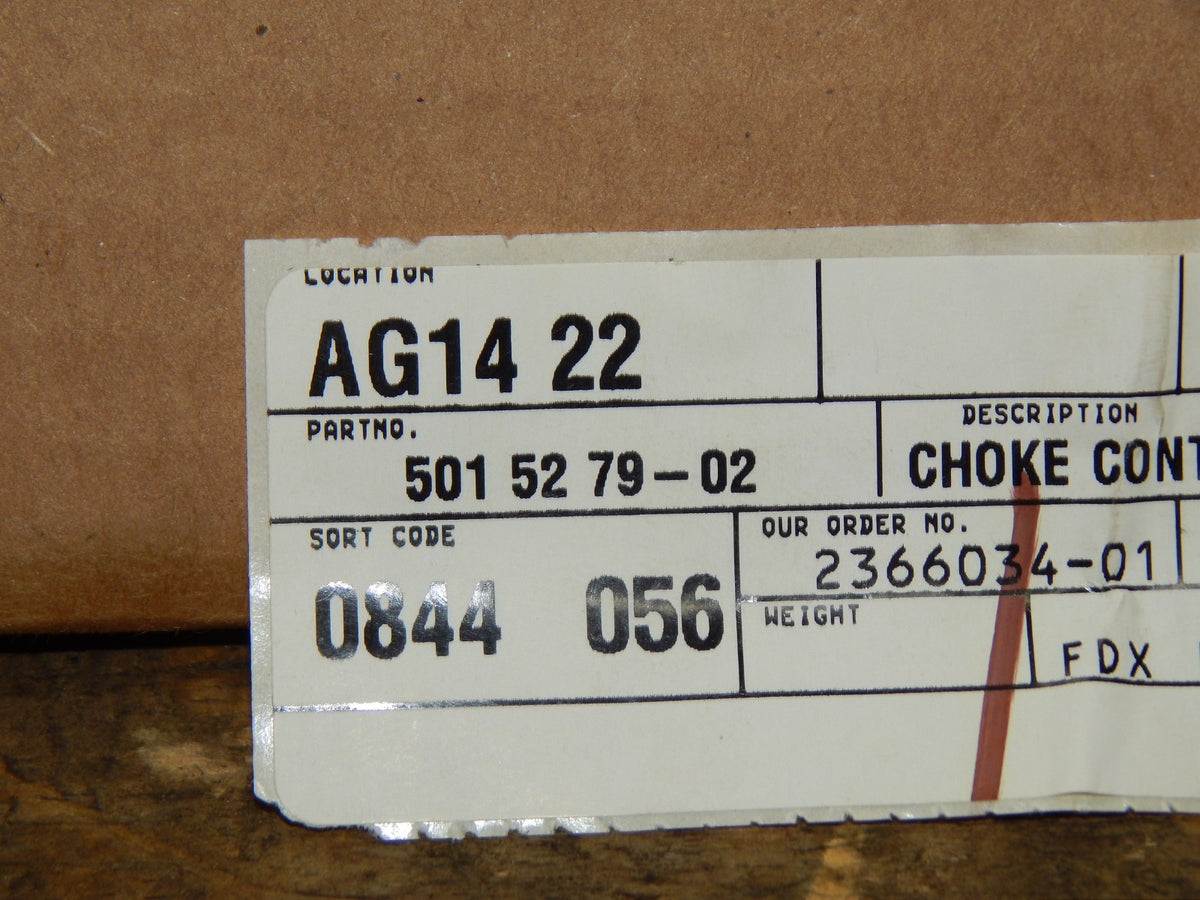 LOCATION
AG14 22
PARTNO.
501 52 79-02
DESCRIPTION
CHOKE CONT
SORT CODE
0844 056
OUR ORDER NO.
2366034-01
WEIGHT
FDX